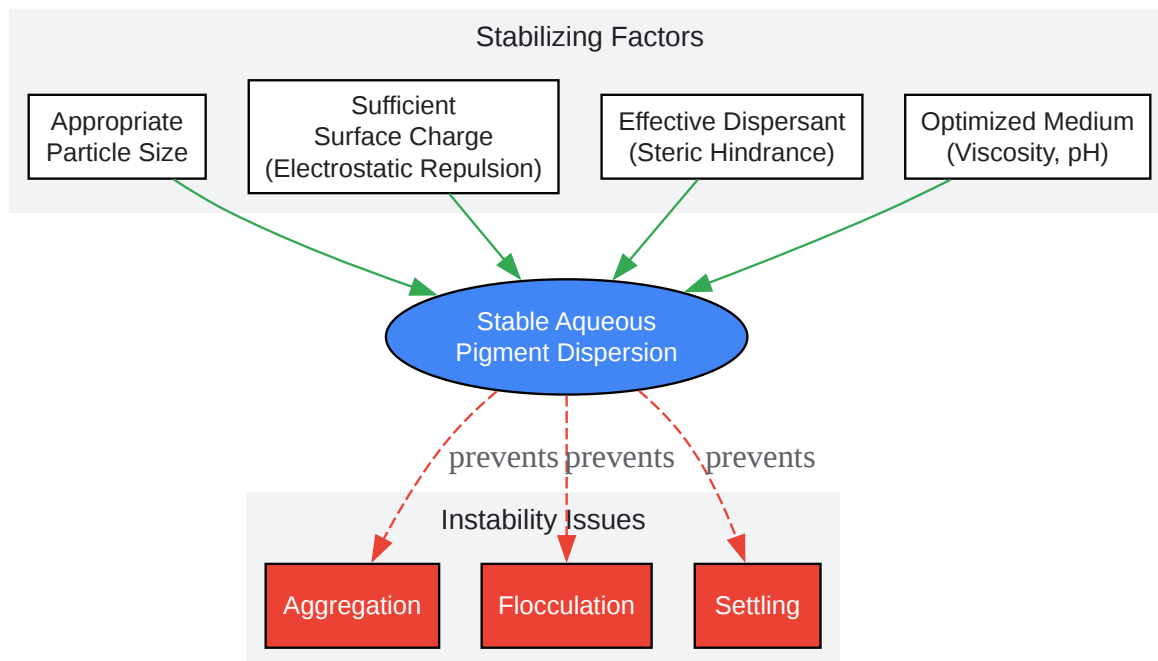 Stabilizing Factors
Appropriate
Particle Size
Sufficient
Surface Charge
(Electrostatic Repulsion)
Effective Dispersant
(Steric Hindrance)
Optimized Medium
(Viscosity, pH)
Stable Aqueous
Pigment Dispersion
prevents
prevents
prevents
Instability Issues
Aggregation
Flocculation
Settling